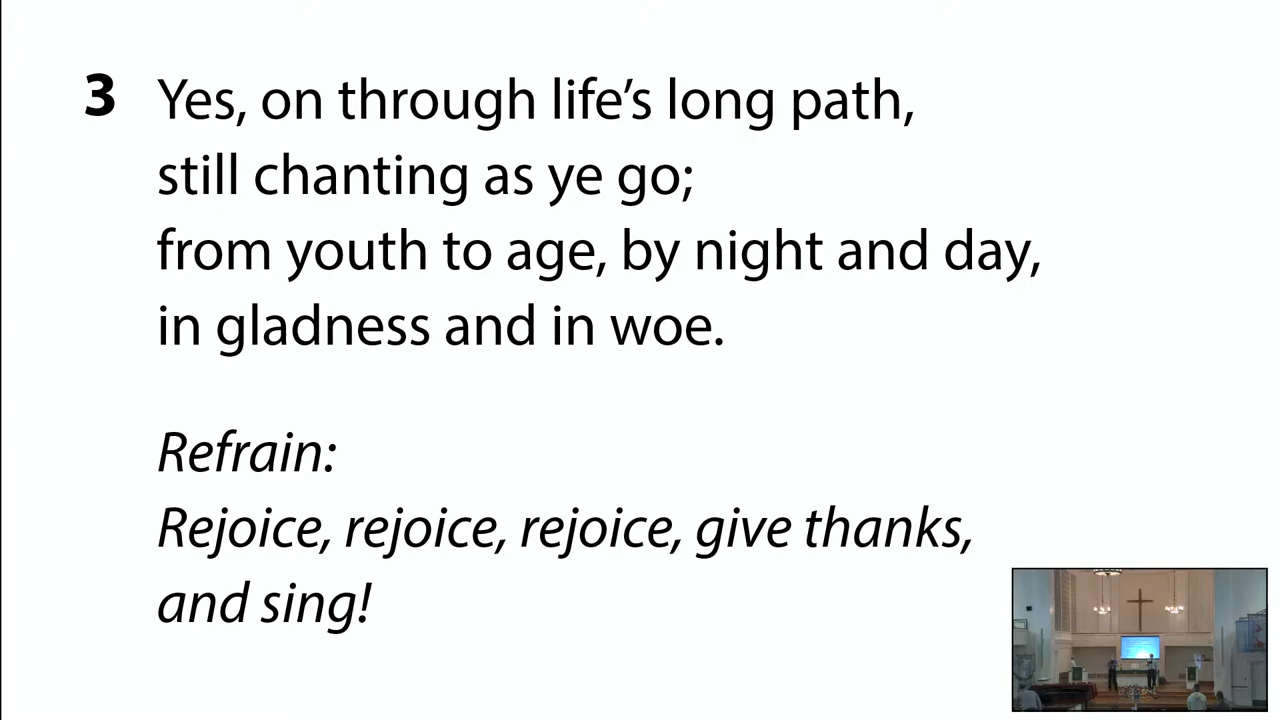 3 Yes, on through life’s long path,
still chanting as ye go;
from youth to age, by night and day,
in gladness and in woe.
Refrain:
Rejoice, rejoice, rejoice, give thanks,
and sing!